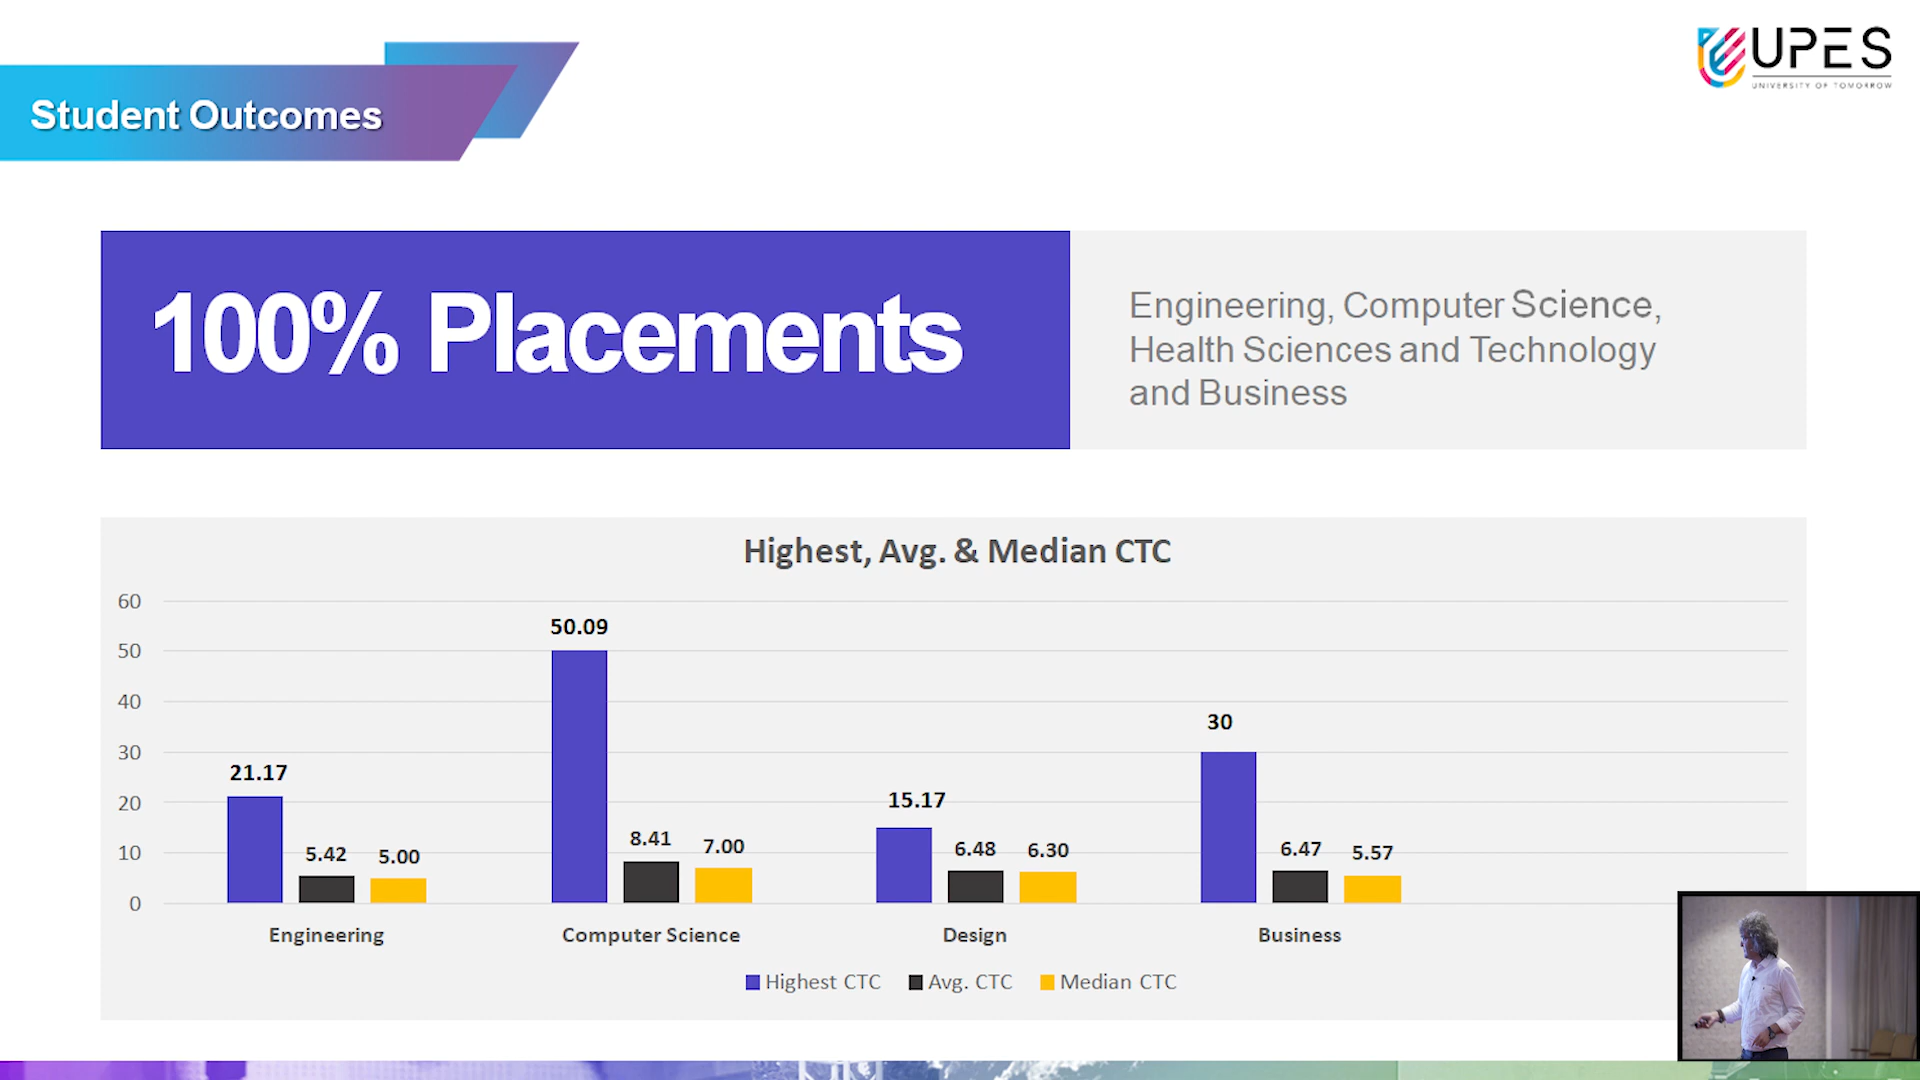 UPES
UNIVERSITY OF TOMORROW
Student Outcomes
100% Placements
Engineering, Computer Science,
Health Sciences and Technology
and Business
Highest, Avg. & Median CTC
60
50
40
30
20
10
0
21.17
5.42
5.00
50.09
8.41
7.00
15.17
6.48
6.30
30
6.47
5.57
Engineering
Computer Science
Design
Business
Highest CTC
Avg. CTC
Median CTC